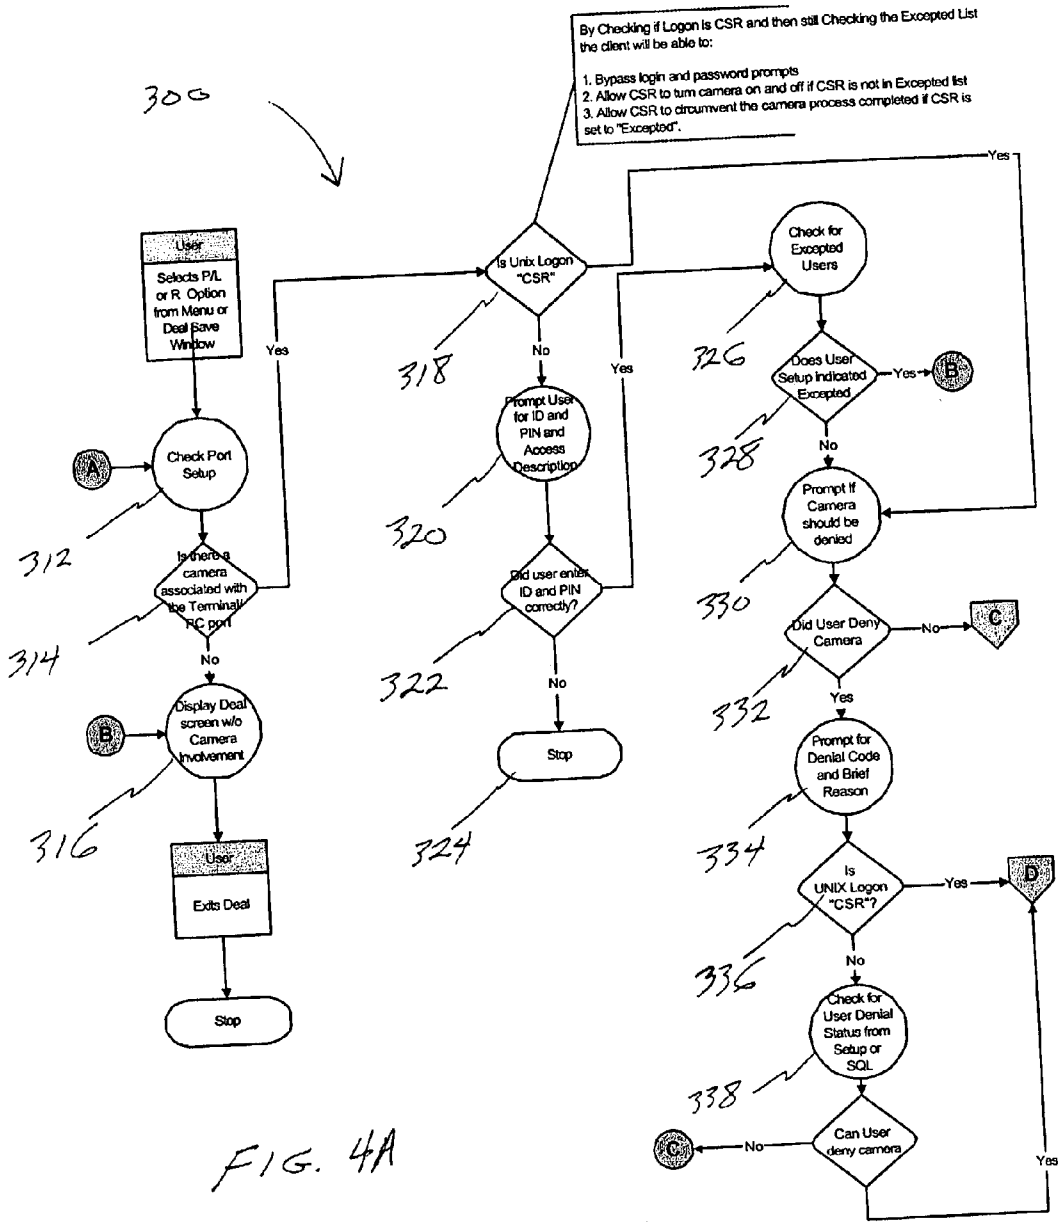 By Checking if Logon is CSR and then still Checking the Excepted List
the client will be able to:
1. Bypass login and password prompts
2. Allow CSR to turn camera on and off if CSR is not in Excepted list
3. Allow CSR to circumvent the camera process completed if CSR is
set to "Excepted".
300
User
Selects P/L
or R Option
from Menu or
Deal Save
Window
A
Check Port
Setup
312
Is there a
camera
associated with
the Terminal/
PC port
314
Yes
No
B
Display Deal
screen w/o
Camera
Involvement
316
User
Exits Deal
Stop
Is Unix Logon
"CSR"
318
Yes
No
Prompt User
for ID and
PIN and
Access
Description
320
Did user enter
ID and PIN
correctly?
322
Yes
No
Stop
324
Check for
Excepted
Users
326
Does User
Setup indicated
Excepted
328
Yes
B
No
Prompt if
Camera
should be
denied
330
Did User Deny
Camera
332
No
C
Yes
Prompt for
Denial Code
and Brief
Reason
334
Is
UNIX Logon
"CSR"?
336
Yes
D
No
Check for
User Denial
Status from
Setup or
SQL
338
Can User
deny camera
No
C
Yes
FIG. 4A